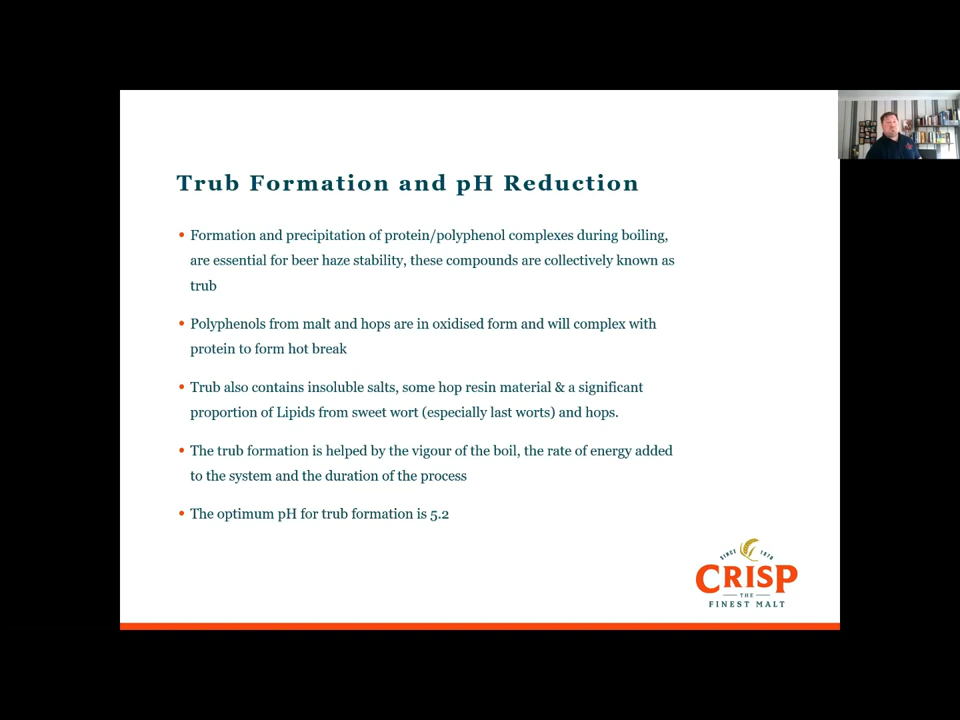 Trub Formation and pH Reduction
• Formation and precipitation of protein/polyphenol complexes during boiling,
are essential for beer haze stability, these compounds are collectively known as
trub
• Polyphenols from malt and hops are in oxidised form and will complex with
protein to form hot break
• Trub also contains insoluble salts, some hop resin material & a significant
proportion of Lipids from sweet wort (especially last worts) and hops.
• The trub formation is helped by the vigour of the boil, the rate of energy added
to the system and the duration of the process
• The optimum pH for trub formation is 5.2
SINCE 1870
CRISP
THE
FINEST MALT